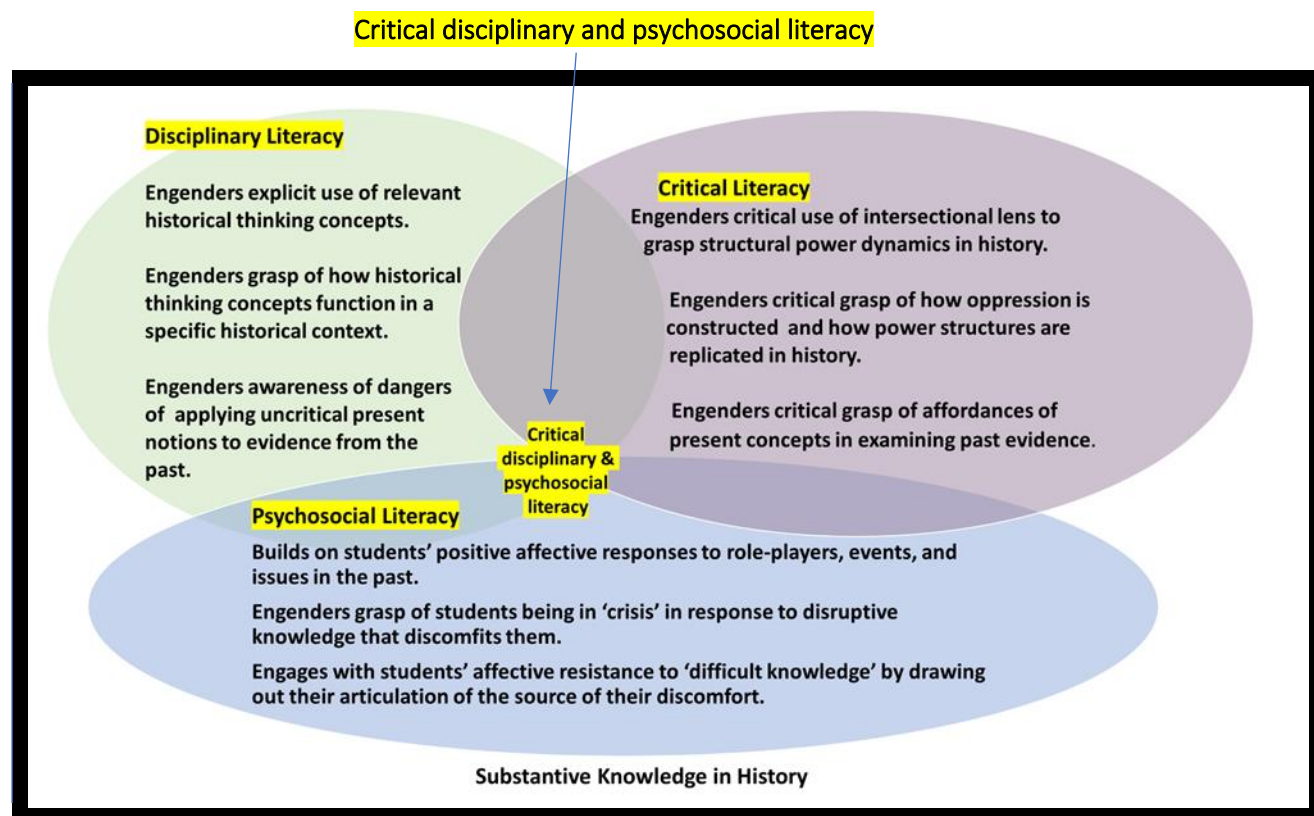 Critical disciplinary and psychosocial literacy
Disciplinary Literacy
Engenders explicit use of relevant
historical thinking concepts.
Engenders grasp of how historical
thinking concepts function in a
specific historical context.
Engenders awareness of dangers
of applying uncritical present
notions to evidence from the
past.
Critical Literacy
Engenders critical use of intersectional lens to
grasp structural power dynamics in history.
Engenders critical grasp of how oppression is
constructed and how power structures are
replicated in history.
Engenders critical grasp of affordances of
present concepts in examining past evidence.
Critical
disciplinary &
psychosocial
literacy
Psychosocial Literacy
Builds on students’ positive affective responses to role-players, events, and
issues in the past.
Engenders grasp of students being in ‘crisis’ in response to disruptive
knowledge that discomfits them.
Engages with students’ affective resistance to ‘difficult knowledge’ by drawing
out their articulation of the source of their discomfort.
Substantive Knowledge in History